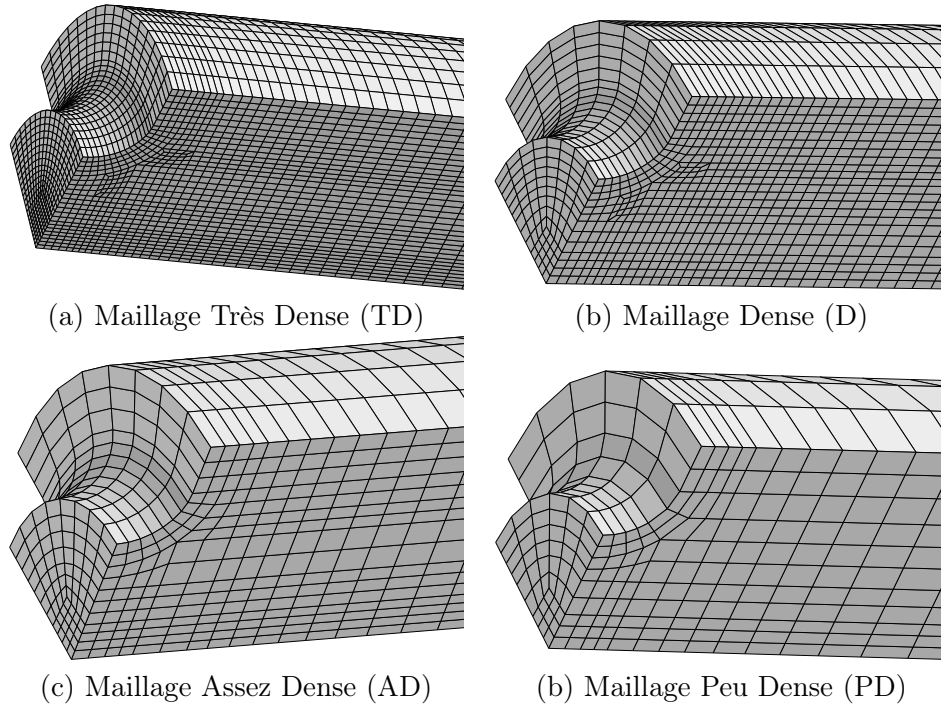 (a) Maillage Très Dense (TD)
(b) Maillage Dense (D)
(c) Maillage Assez Dense (AD)
(b) Maillage Peu Dense (PD)